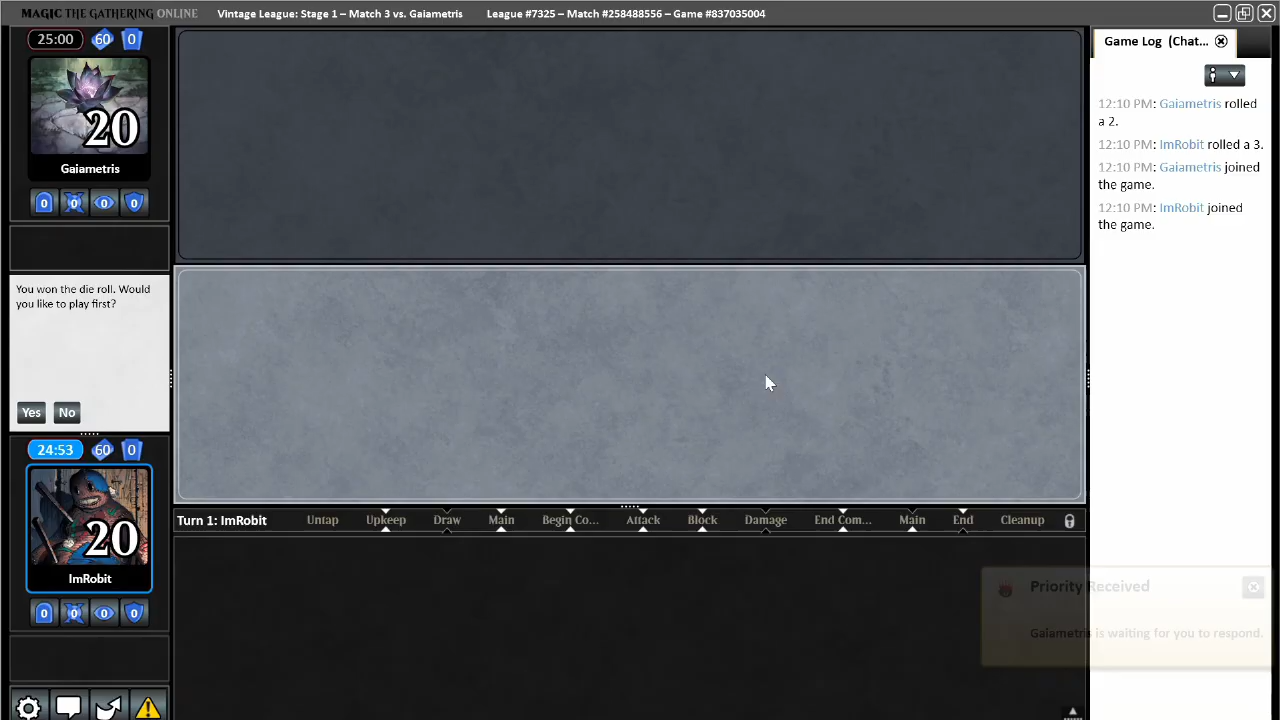 MAGIC THE GATHERING ONLINE
Vintage League: Stage 1 – Match 3 vs. Gaiametris
League #7325 – Match #258488556 – Game #837035004
25:00
60
0
20
Gaiametris
0
0
0
0
You won the die roll. Would
you like to play first?
Yes
No
24:53
60
0
20
ImRobit
0
0
0
0
Turn 1: ImRobit
Untap
Upkeep
Draw
Main
Begin Co...
Attack
Block
Damage
End Com...
Main
End
Cleanup
Game Log (Chat...
12:10 PM: Gaiametris rolled
a 2.
12:10 PM: ImRobit rolled a 3.
12:10 PM: Gaiametris joined
the game.
12:10 PM: ImRobit joined
the game.
Priority Received
Gaiametris is waiting for you to respond.